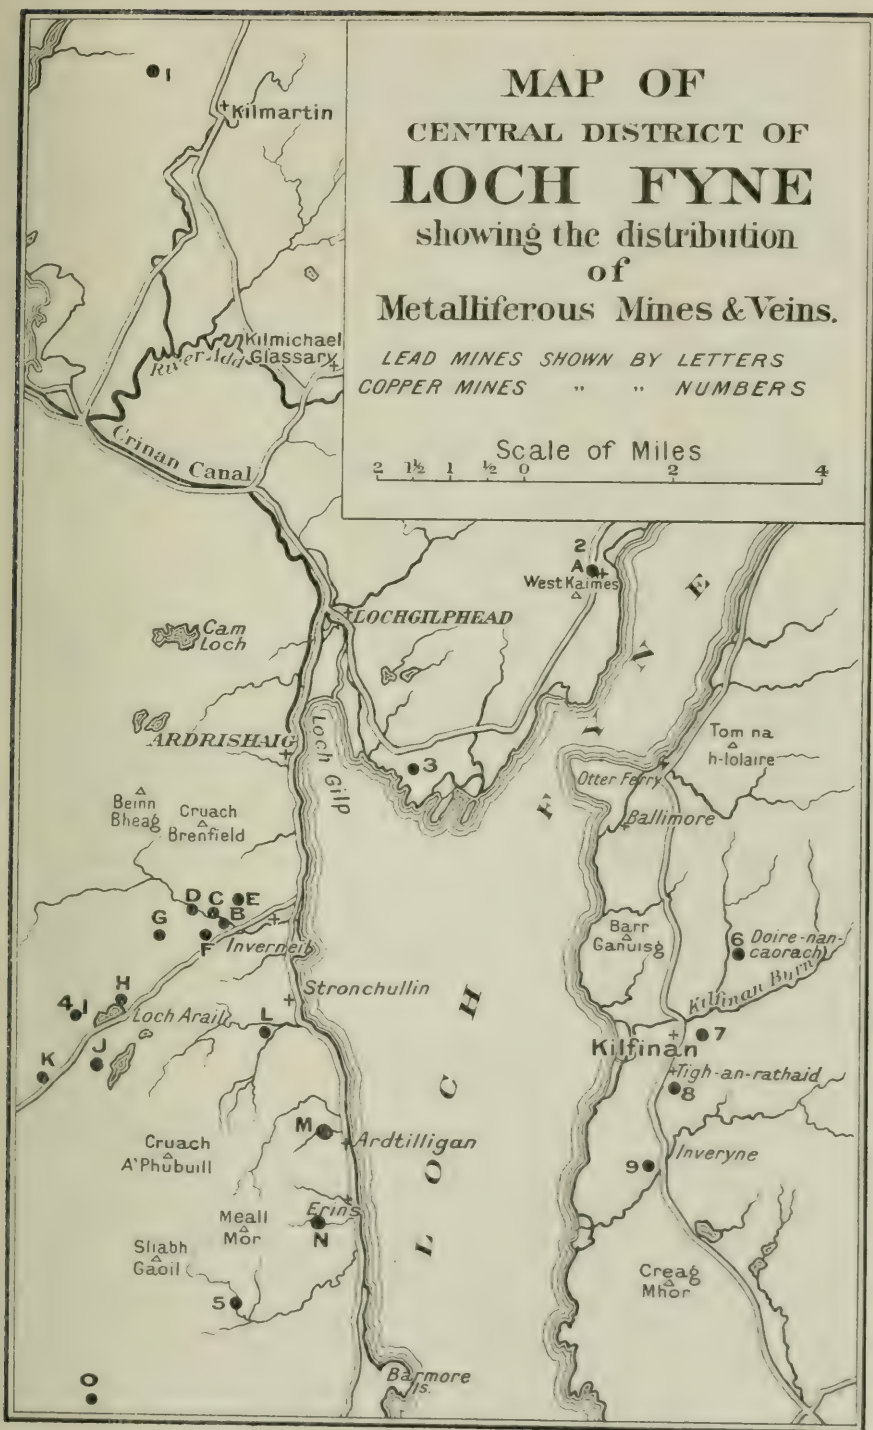 MAP OF
CENTRAL DISTRICT OF
LOCH FYNE
showing the distribution
of
Metalliferous Mines & Veins.
LEAD MINES SHOWN BY LETTERS
COPPER MINES " " NUMBERS
Scale of Miles
2 1½ 1 ½ 0 2 4
1
Kilmartin
Kilmichael
Glassary
River Add
Crinan Canal
2
A
West Kaimes
LOCHGILPHEAD
Cam
Loch
ARDRISHAIG
Loch Gilp
3
LOCH FYNE
Tom na
h-Iolaire
Otter Ferry
Ballimore
Beinn
Bheag
Cruach
Brenfield
D C E
B
G
F
Inverneil
Barr
Ganuisg
6 Doire-nan-
caorach
Kilfinan Burn
H
4 I
Stronchullin
Loch Arail
L
Kilfinan
7
K
J
Tigh-an-rathaid
8
M
Ardtilligan
Cruach
A'Phubuill
9
Inveryne
Erins
N
Meall
Mór
Sliabh
Gaoil
5
Creag
Mhor
Barmore
Is.
O